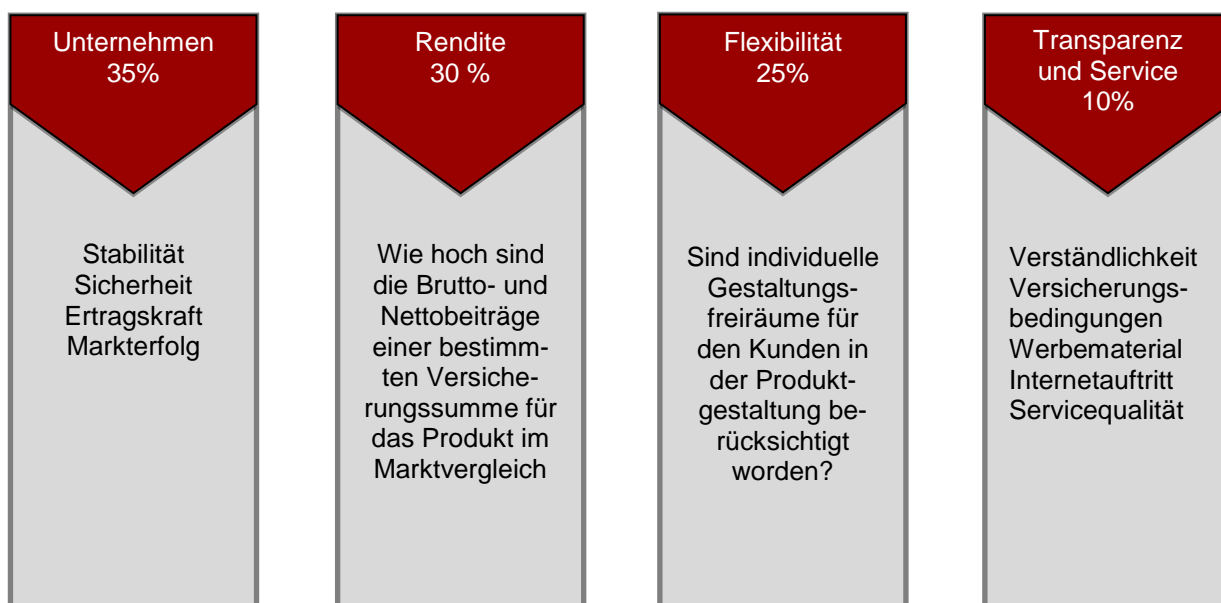 Unternehmen
35%
Stabilität
Sicherheit
Ertragskraft
Markterfolg
Rendite
30 %
Wie hoch sind
die Brutto- und
Nettobeiträge
einer bestimm-
ten Versiche-
rungssumme für
das Produkt im
Marktvergleich
Flexibilität
25%
Sind individuelle
Gestaltungs-
freiräume für
den Kunden in
der Produkt-
gestaltung be-
rücksichtigt
worden?
Transparenz
und Service
10%
Verständlichkeit
Versicherungs-
bedingungen
Werbematerial
Internetauftritt
Servicequalität